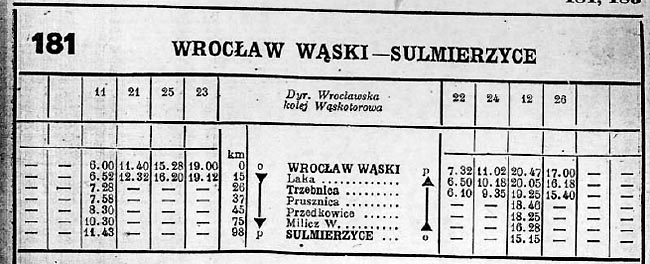 181 WROCŁAW WĄSKI—SULMIERZYCE
11 21 25 23 Dyr. Wrocławska 22 24 12 26
kolej Wąskotorowa
km
— — 6.00 11.40 15.28 19.00 0 o WROCŁAW WĄSKI p 7.32 11.02 20.47 17.00 — —
— — 6.52 12.32 16.20 19.12 15 Laka .......... 6.50 10.18 20.05 16.18 — —
— — 7.28 — — — 26 Trzebnica ....... 6.10 9.35 19.25 15.40 — —
— — 7.58 — — — 37 Prusznica ....... — — 18.40 — — —
— — 8.30 — — — 45 Przedkowice ..... — — 18.25 — — —
— — 10.30 — — — 75 Milicz W. ....... — — 16.28 — — —
— — 11.43 — — — 98 p SULMIERZYCE ... o — — 15.15 — — —